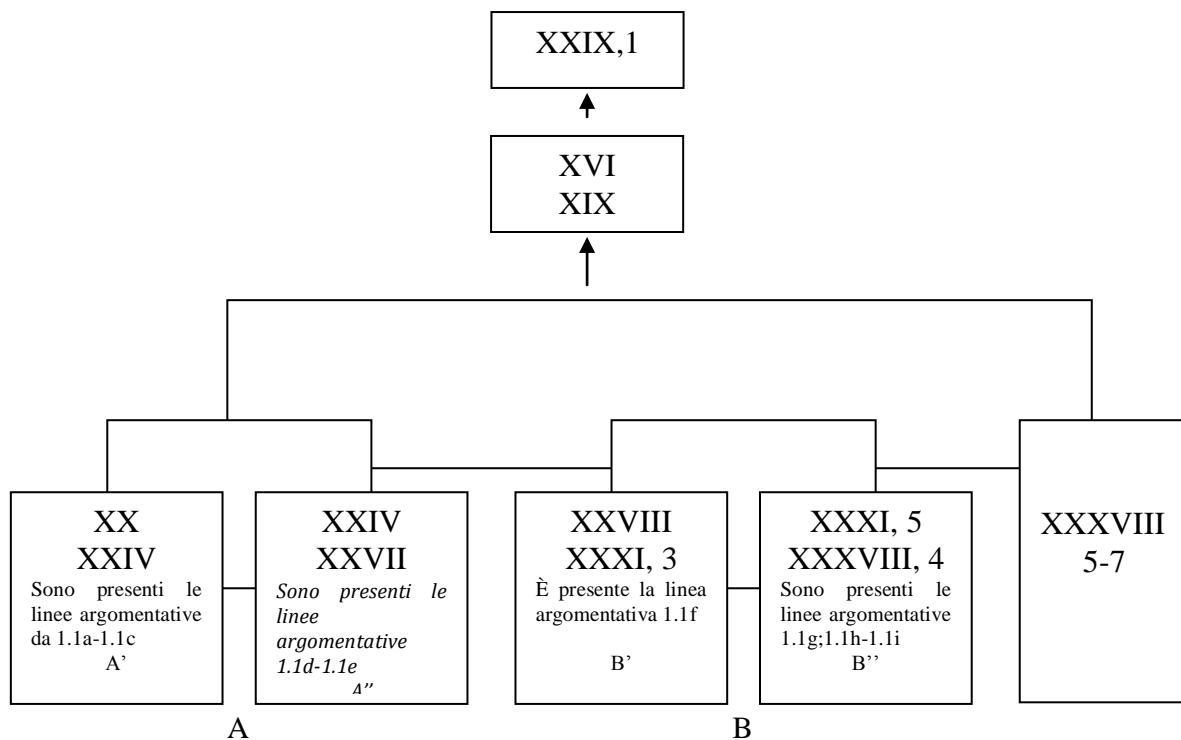 XXIX,1
XVI
XIX
XX
XXIV
Sono presenti le
linee argomentative
da 1.1a-1.1c
A’
XXIV
XXVII
Sono presenti le
linee
argomentative
1.1d-1.1e
A’’
XXVIII
XXXI, 3
È presente la linea
argomentativa 1.1f
B’
XXXI, 5
XXXVIII, 4
Sono presenti le
linee argomentative
1.1g;1.1h-1.1i
B’’
XXXVIII
5-7
A
B